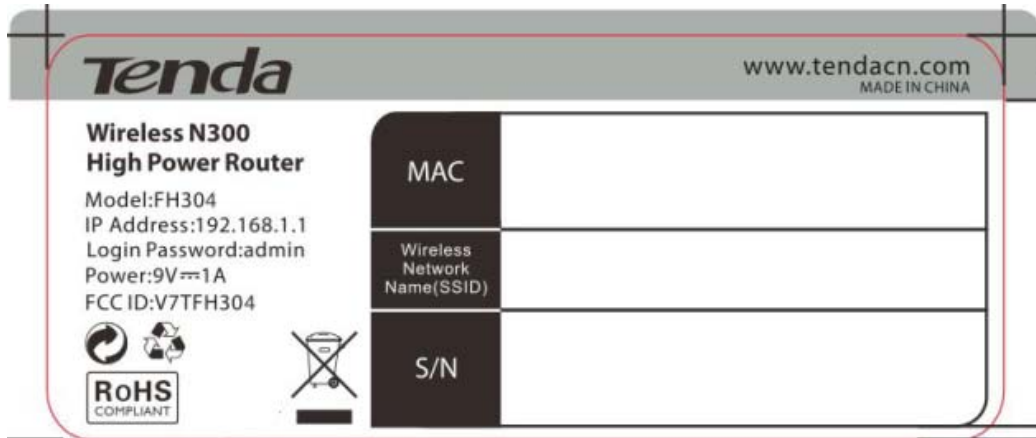 Tenda
www.tendacn.com
MADE IN CHINA
Wireless N300
High Power Router
Model:FH304
IP Address:192.168.1.1
Login Password:admin
Power:9V⎓1A
FCC ID:V7TFH304
RoHS
COMPLIANT
MAC
Wireless
Network
Name(SSID)
S/N